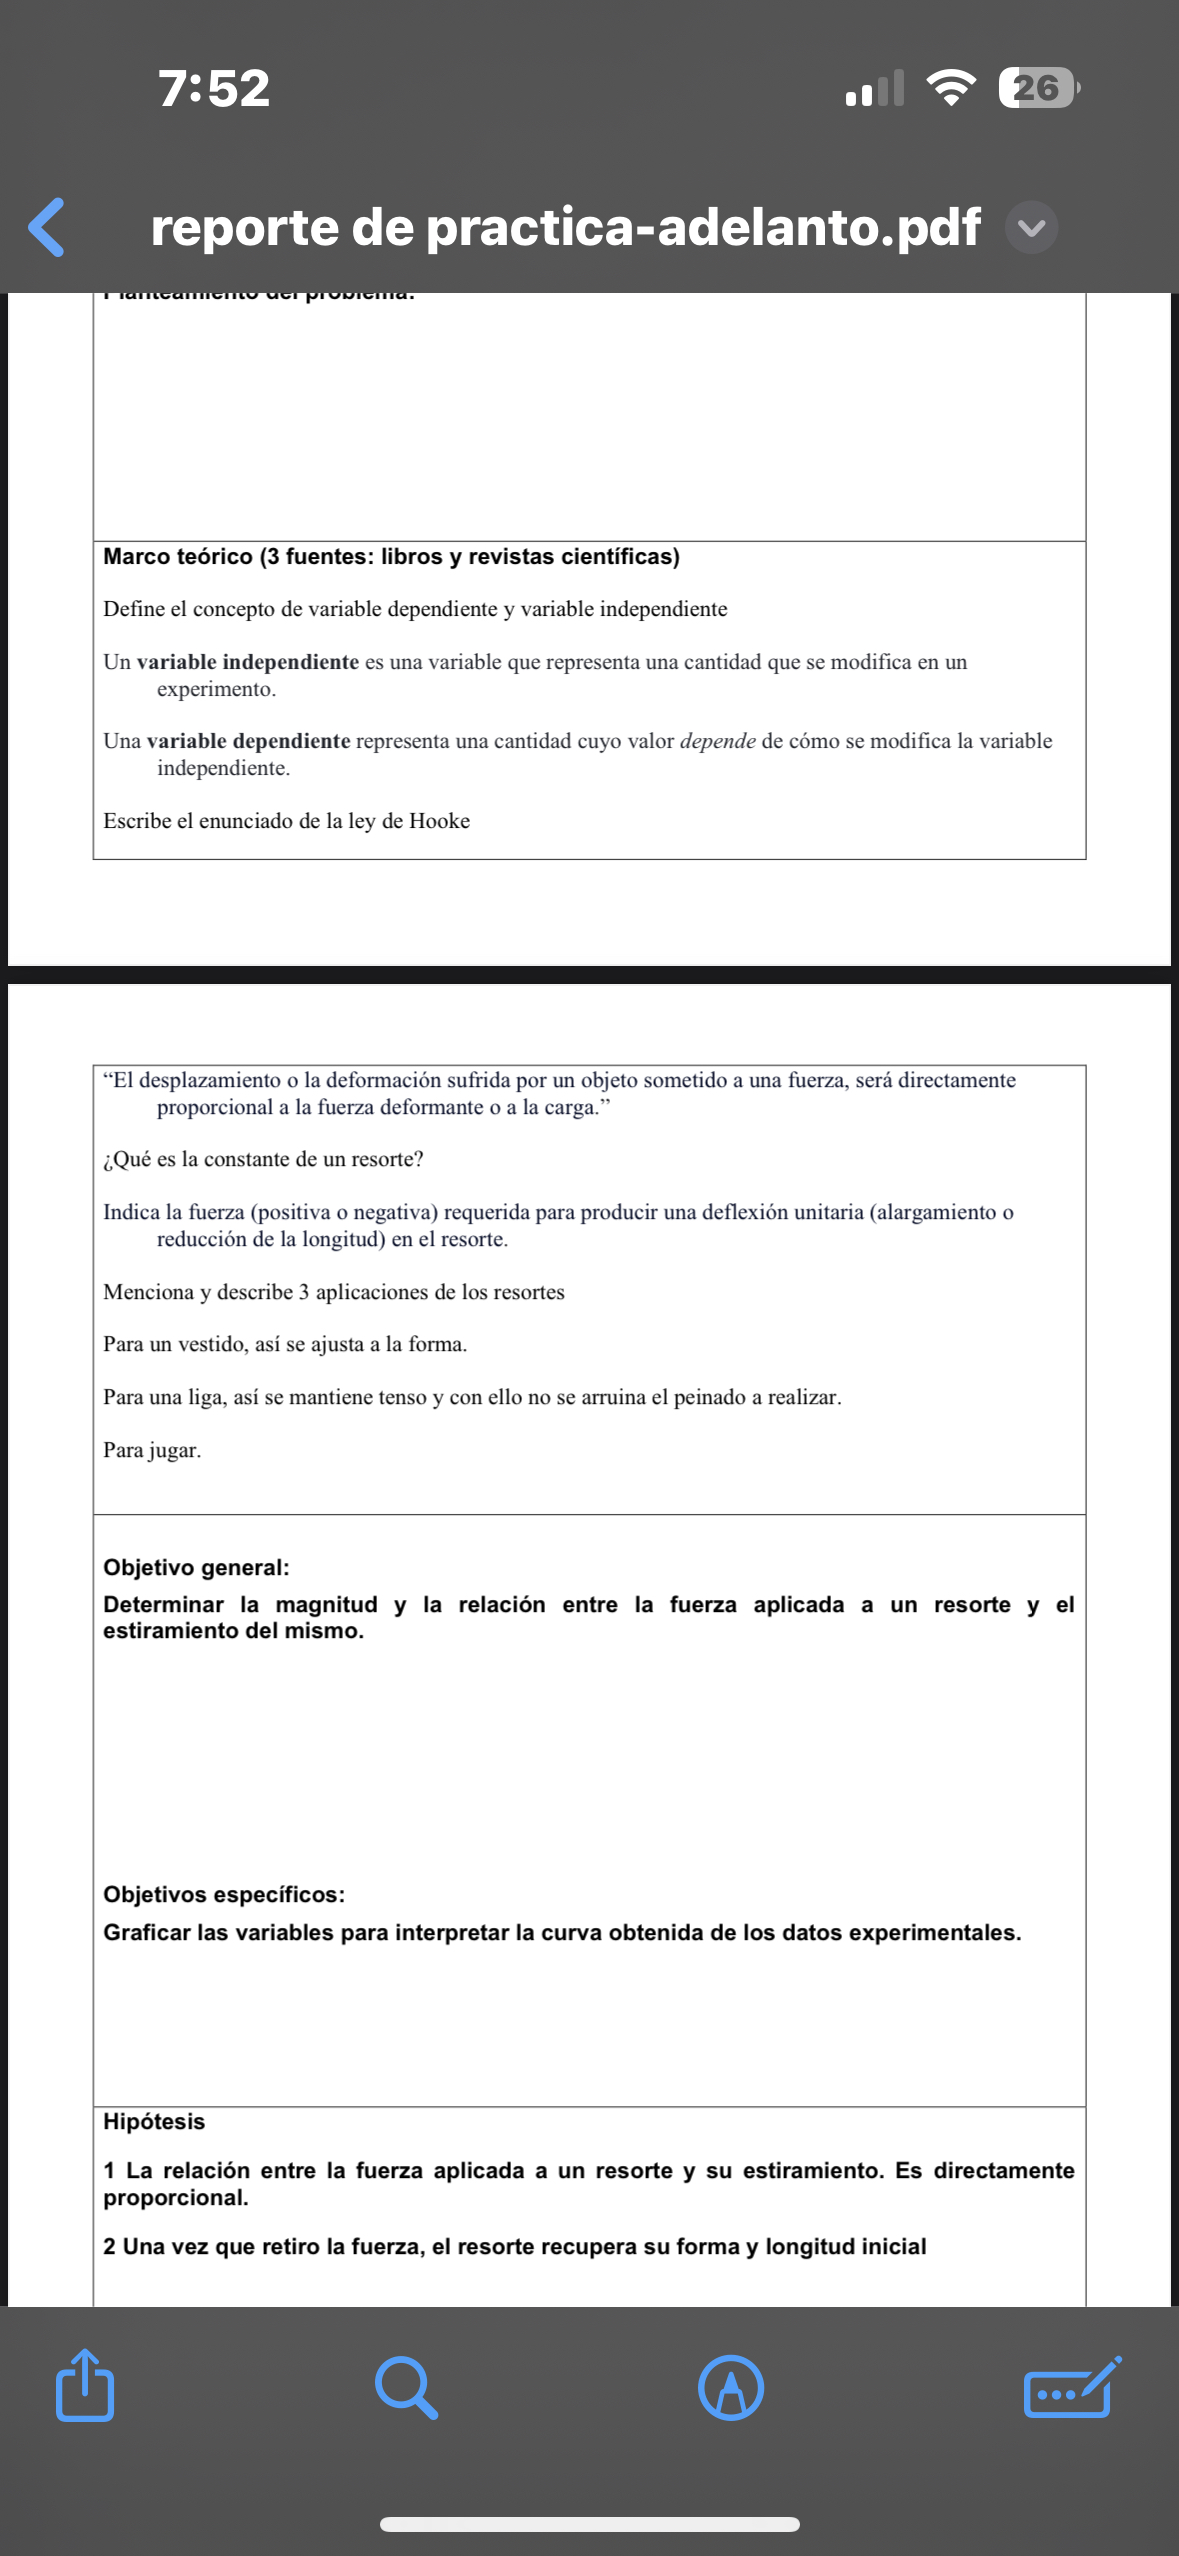 7:52
26
reporte de practica-adelanto.pdf
Planteamiento del problema:
Marco teórico (3 fuentes: libros y revistas científicas)
Define el concepto de variable dependiente y variable independiente
Un variable independiente es una variable que representa una cantidad que se modifica en un
experimento.
Una variable dependiente representa una cantidad cuyo valor depende de cómo se modifica la variable
independiente.
Escribe el enunciado de la ley de Hooke
“El desplazamiento o la deformación sufrida por un objeto sometido a una fuerza, será directamente
proporcional a la fuerza deformante o a la carga.”
¿Qué es la constante de un resorte?
Indica la fuerza (positiva o negativa) requerida para producir una deflexión unitaria (alargamiento o
reducción de la longitud) en el resorte.
Menciona y describe 3 aplicaciones de los resortes
Para un vestido, así se ajusta a la forma.
Para una liga, así se mantiene tenso y con ello no se arruina el peinado a realizar.
Para jugar.
Objetivo general:
Determinar la magnitud y la relación entre la fuerza aplicada a un resorte y el
estiramiento del mismo.
Objetivos específicos:
Graficar las variables para interpretar la curva obtenida de los datos experimentales.
Hipótesis
1 La relación entre la fuerza aplicada a un resorte y su estiramiento. Es directamente
proporcional.
2 Una vez que retiro la fuerza, el resorte recupera su forma y longitud inicial